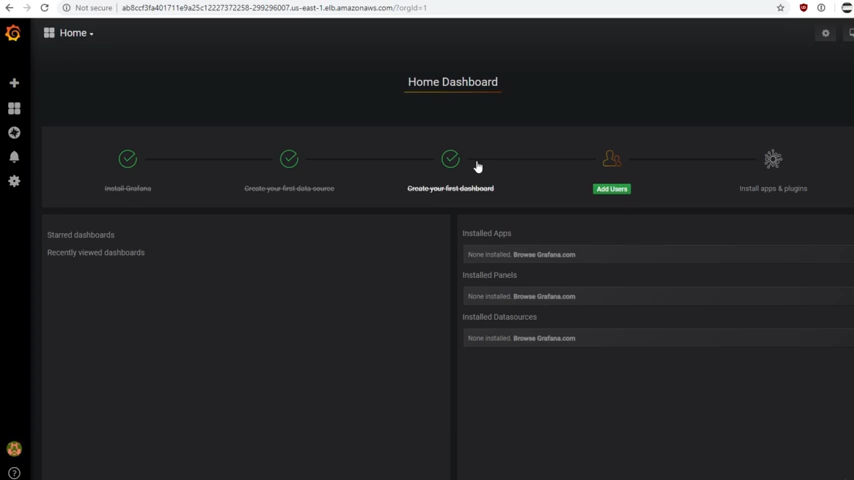 Not secure
ab8ccf3fa401711e9a25c12227372258-299296007.us-east-1.elb.amazonaws.com/?orgId=1
Home
Home Dashboard
Install Grafana
Create your first data source
Create your first dashboard
Add Users
Install apps & plugins
Starred dashboards
Recently viewed dashboards
Installed Apps
None installed. Browse Grafana.com
Installed Panels
None installed. Browse Grafana.com
Installed Datasources
None installed. Browse Grafana.com